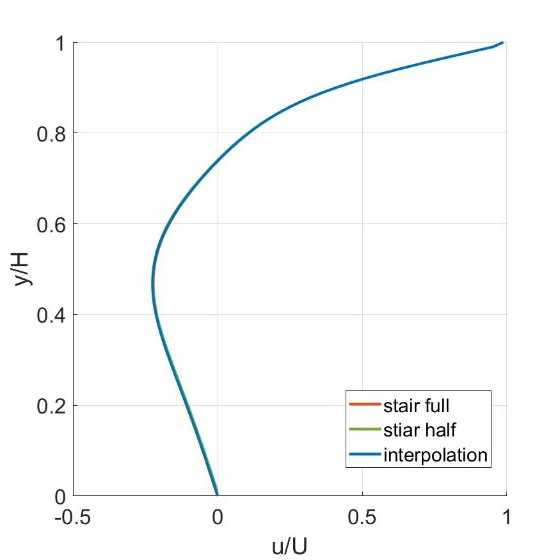 1
0.8
0.6
0.4
0.2
0
y/H
-0.5 0 0.5 1
u/U
stair full
stiar half
interpolation